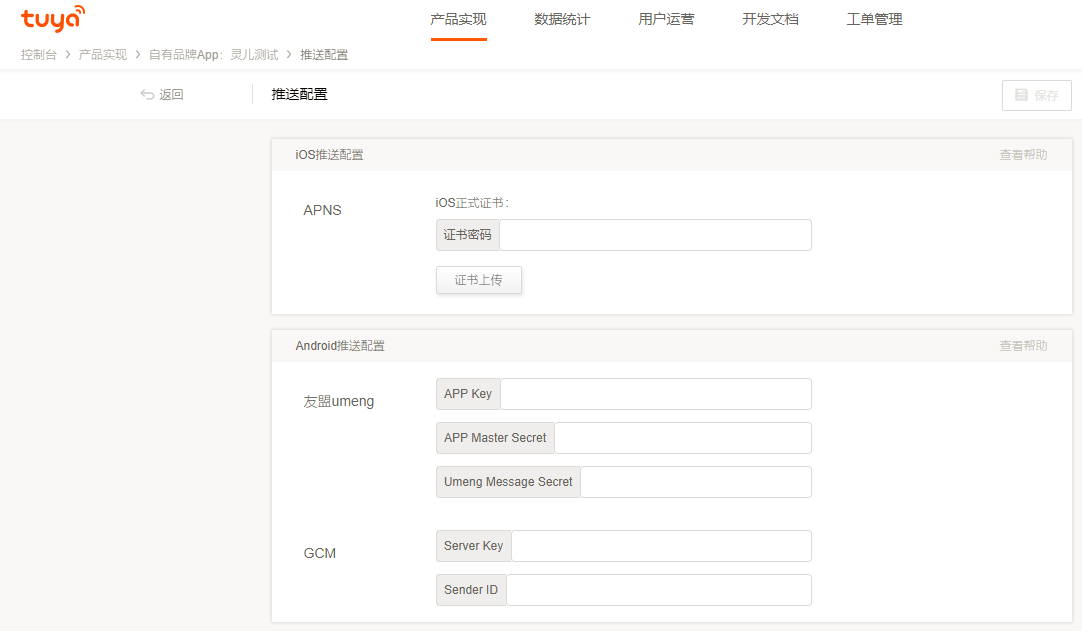 tuya
产品实现 数据统计 用户运营 开发文档 工单管理
控制台 > 产品实现 > 自有品牌App：灵儿测试 > 推送配置
返回 推送配置 保存
iOS推送配置 查看帮助
iOS正式证书：
APNS
证书密码
证书上传
Android推送配置 查看帮助
APP Key
友盟umeng
APP Master Secret
Umeng Message Secret
Server Key
GCM
Sender ID